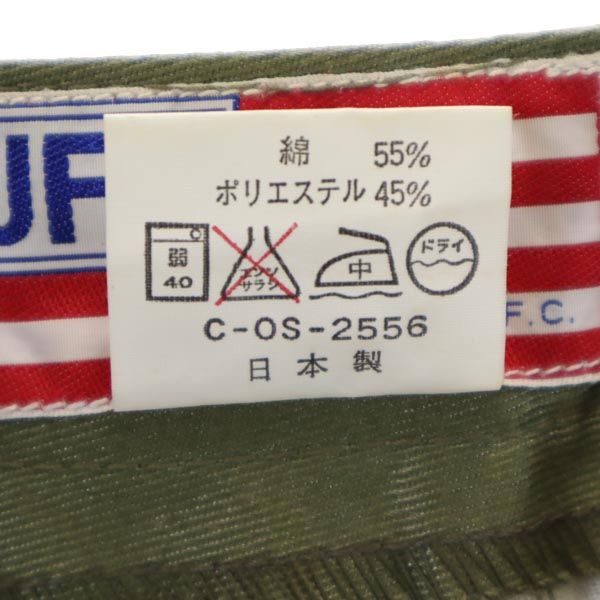 UF
綿 55%
ポリエステル 45%
弱
40
エンソ
サラシ
中
ドライ
C-OS-2556
F.C.
日本製